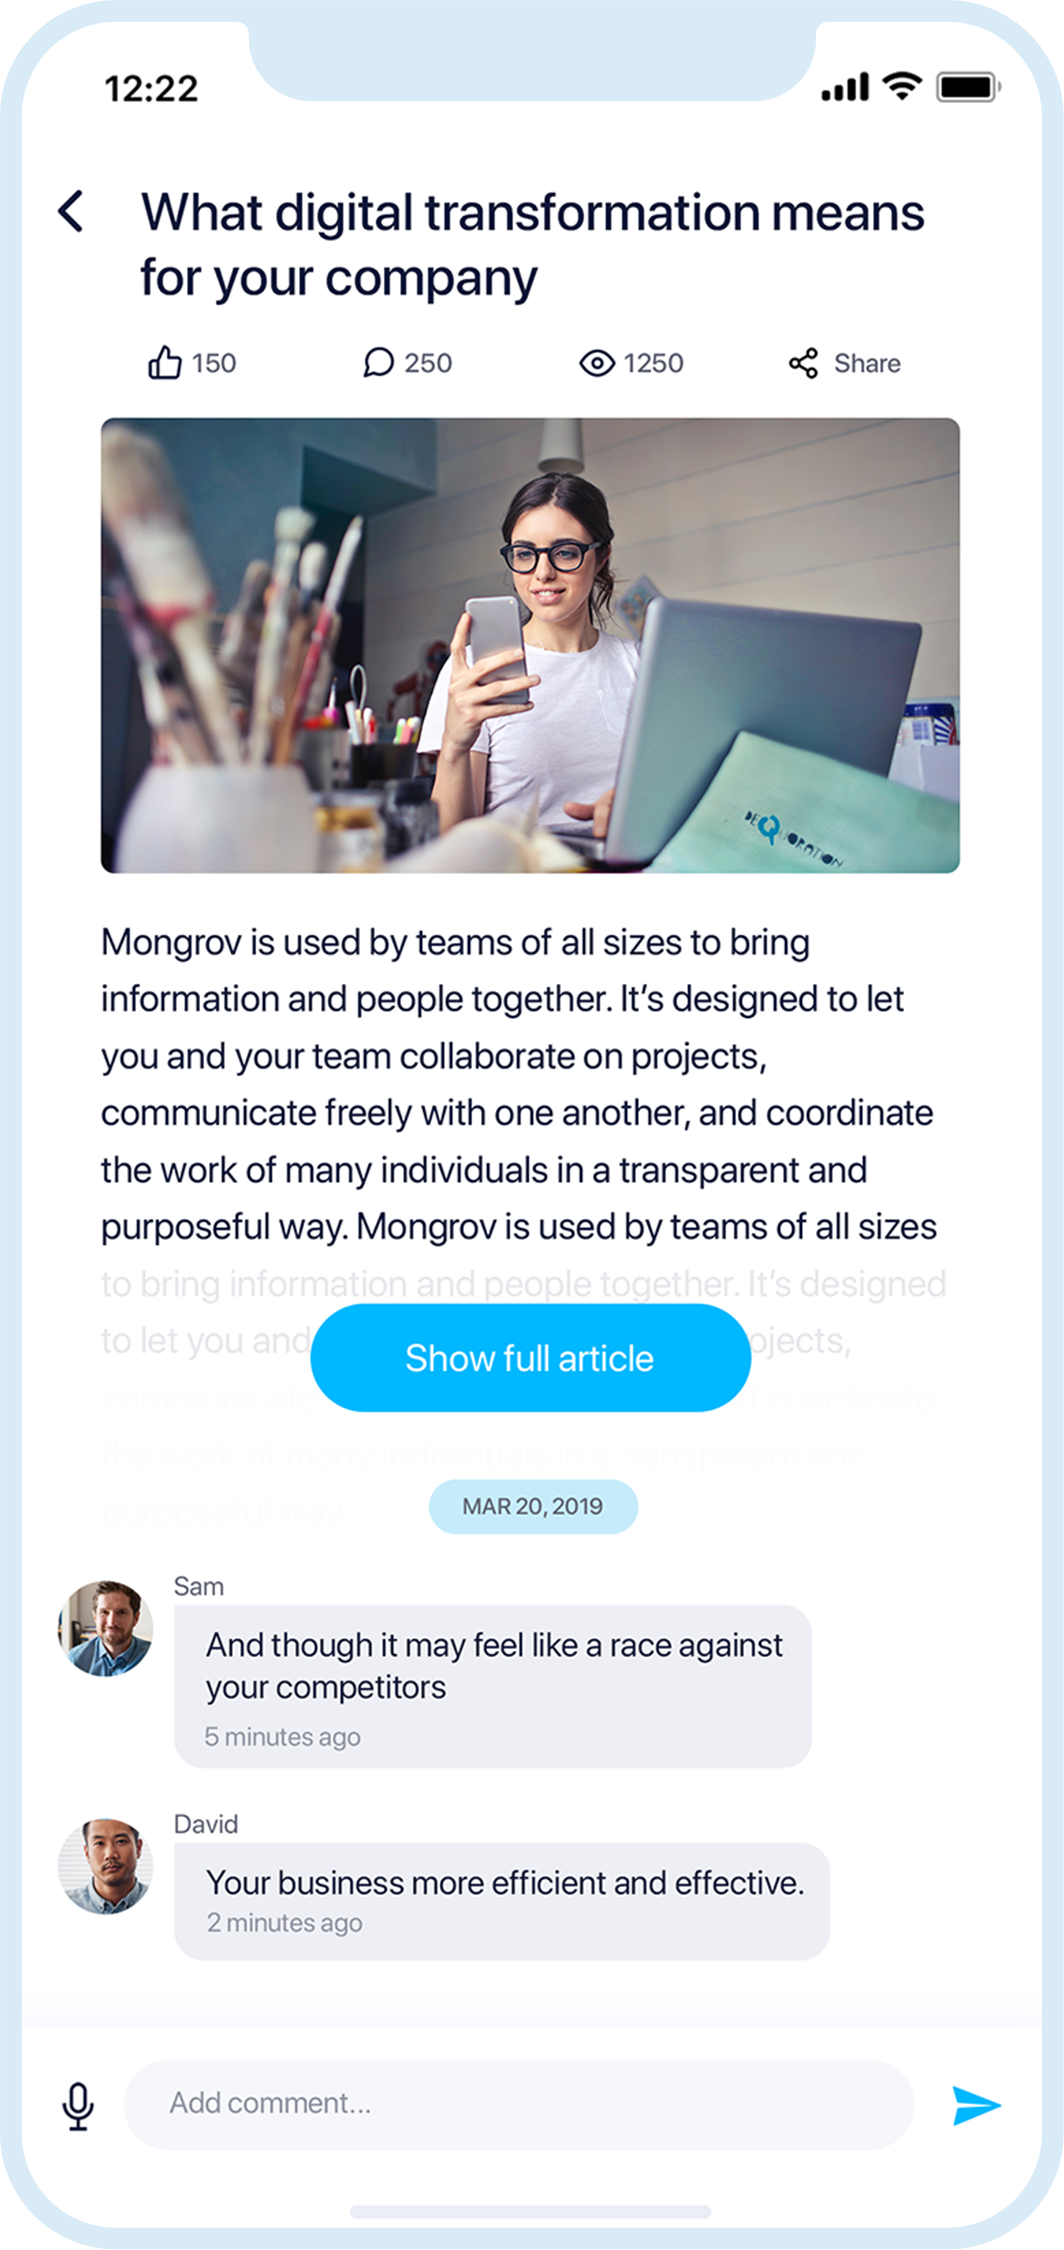 12:22
What digital transformation means
for your company
150
250
1250
Share
DEQUORATION
Mongrov is used by teams of all sizes to bring
information and people together. It’s designed to let
you and your team collaborate on projects,
communicate freely with one another, and coordinate
the work of many individuals in a transparent and
purposeful way. Mongrov is used by teams of all sizes
to bring information and people together. It’s designed
to let you and ojects,
communicate coordinate
the work of many individuals in a transparent and
purposeful way.
Show full article
MAR 20, 2019
Sam
And though it may feel like a race against
your competitors
5 minutes ago
David
Your business more efficient and effective.
2 minutes ago
Add comment...